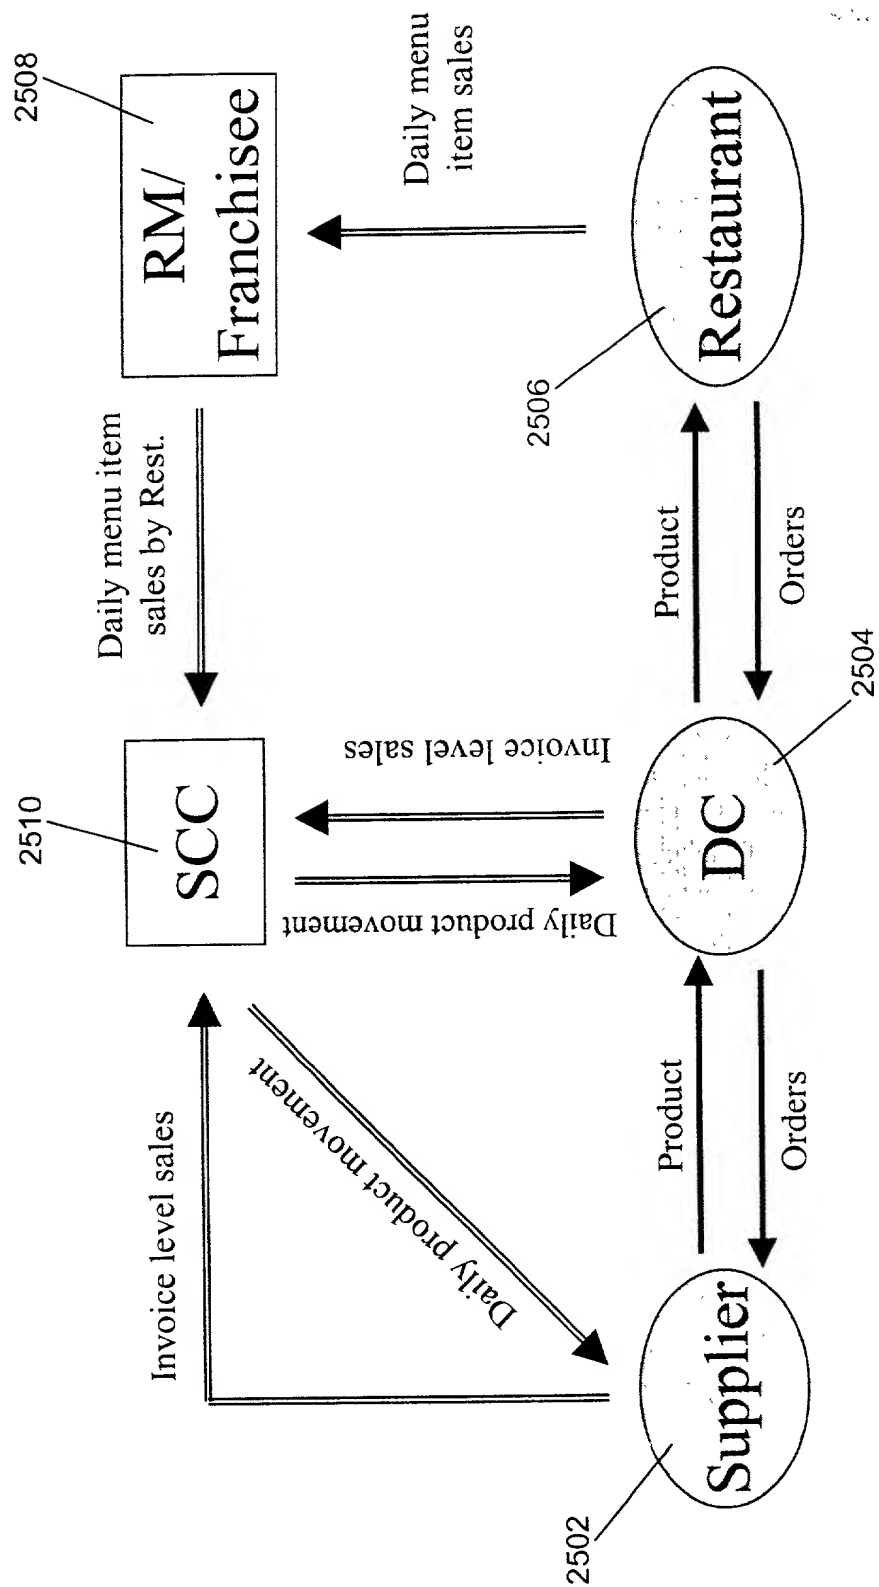 2510
SCC
Daily menu item
sales by Rest.
2508
RM/
Franchisee
Invoice level sales
Daily product movement
Daily product movement
Invoice level sales
Daily menu
item sales
2502
Supplier
Product
Orders
DC
2504
Product
Orders
2506
Restaurant